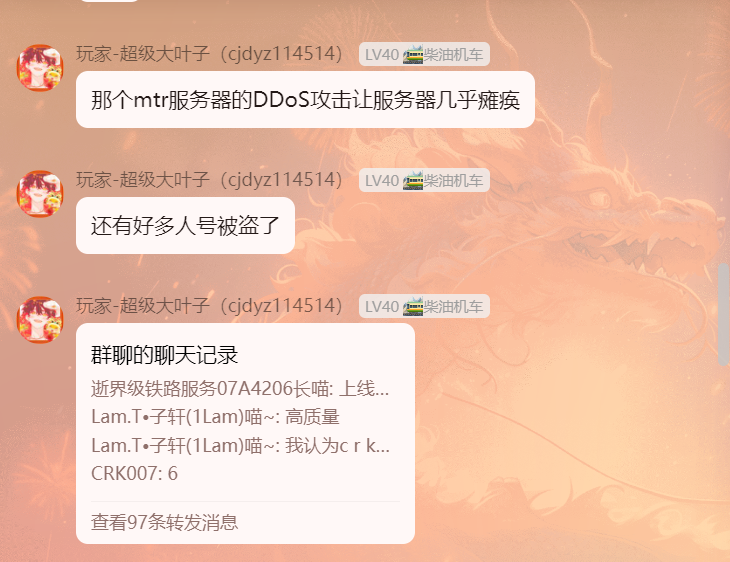 玩家-超级大叶子（cjdyz114514） LV40 柴油机车
那个mtr服务器的DDoS攻击让服务器几乎瘫痪
玩家-超级大叶子（cjdyz114514） LV40 柴油机车
还有好多人号被盗了
玩家-超级大叶子（cjdyz114514） LV40 柴油机车
群聊的聊天记录
逝界级铁路服务07A4206长喵: 上线...
Lam.T•子轩(1Lam)喵~: 高质量
Lam.T•子轩(1Lam)喵~: 我认为c r k...
CRK007: 6
查看97条转发消息